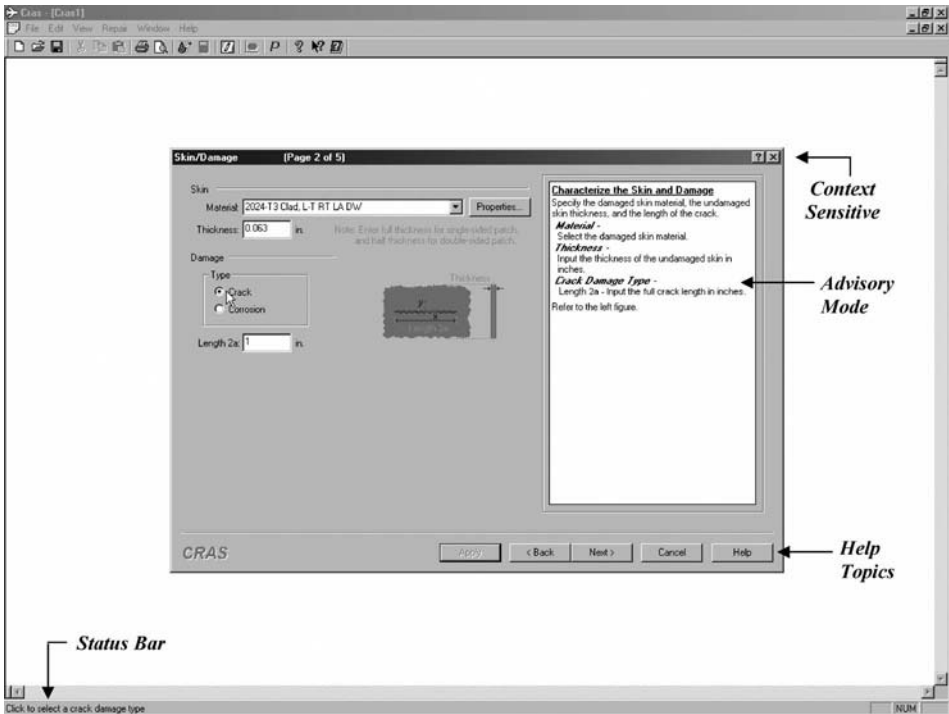 Cras - [Cras1]
File Edit View Repair Window Help
P
Skin/Damage (Page 2 of 5)
Skin
Material: 2024-T3 Clad, L-T RT LA DW Properties...
Thickness: 0.063 in. Note: Enter full thickness for single-sided patch,
and half thickness for double-sided patch.
Damage
Type
Crack
Corrosion
Length 2a: 1 in.
Thickness
Length 2a
Characterize the Skin and Damage
Specify the damaged skin material, the undamaged
skin thickness, and the length of the crack.
Material -
Select the damaged skin material.
Thickness -
Input the thickness of the undamaged skin in
inches.
Crack Damage Type -
Length 2a - Input the full crack length in inches.
Refer to the left figure.
Context
Sensitive
Advisory
Mode
CRAS
Apply < Back Next > Cancel Help
Help
Topics
Status Bar
Click to select a crack damage type NUM